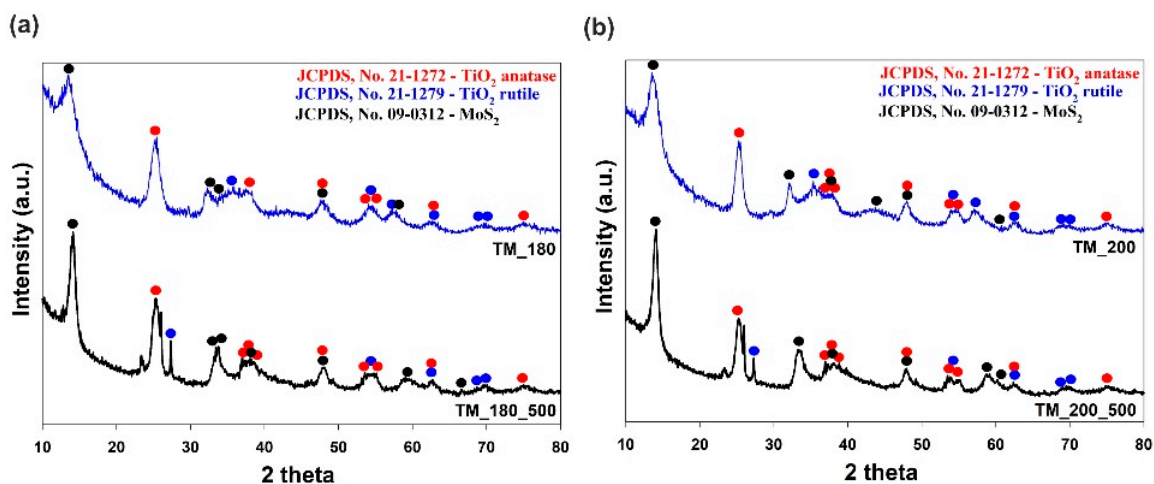 (a)
JCPDS, No. 21-1272 - TiO2 anatase
JCPDS, No. 21-1279 - TiO2 rutile
JCPDS, No. 09-0312 - MoS2
Intensity (a.u.)
TM_180
TM_180_500
10 20 30 40 50 60 70 80
2 theta
(b)
JCPDS, No. 21-1272 - TiO2 anatase
JCPDS, No. 21-1279 - TiO2 rutile
JCPDS, No. 09-0312 - MoS2
Intensity (a.u.)
TM_200
TM_200_500
10 20 30 40 50 60 70 80
2 theta